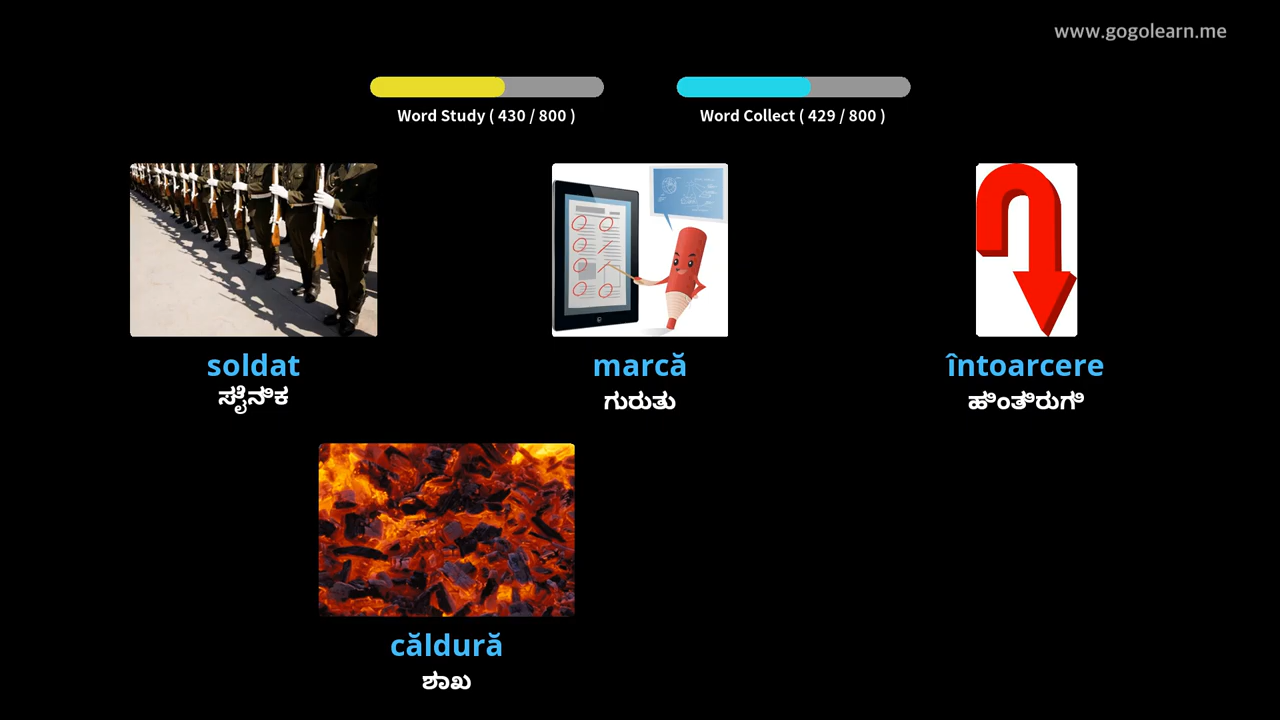 www.gogolearn.me
Word Study ( 430 / 800 )
Word Collect ( 429 / 800 )
soldat
ಸೈನಿಕ
marcă
ಗುರುತು
întoarcere
ಹಿಂತಿರುಗಿ
căldură
ಶಾಖ